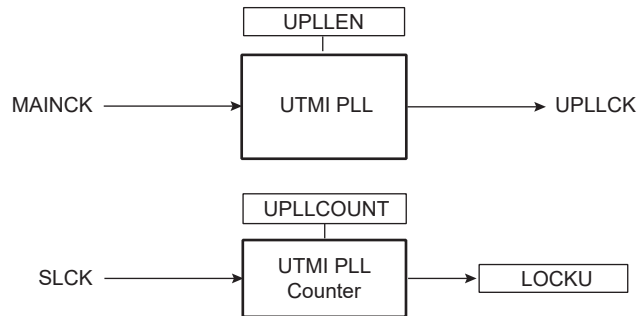 UPLLEN
MAINCK
UTMI PLL
UPLLCK
UPLLCOUNT
SLCK
UTMI PLL
Counter
LOCKU